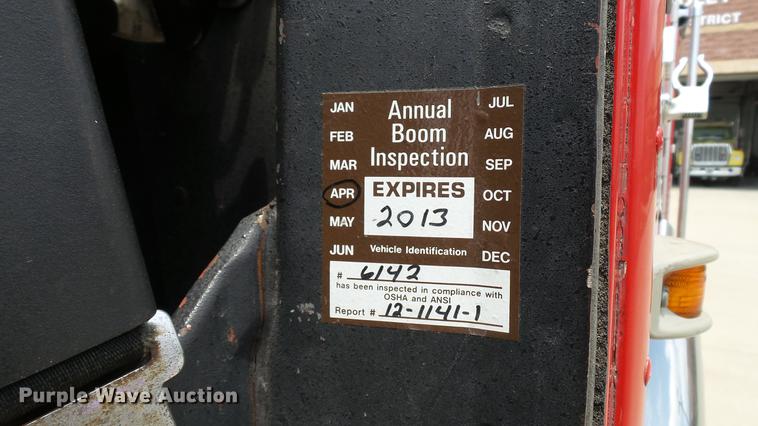 JAN
FEB
MAR
APR
MAY
JUN
Annual
Boom
Inspection
EXPIRES
2013
JUL
AUG
SEP
OCT
NOV
DEC
Vehicle Identification
# 6142
has been inspected in compliance with
OSHA and ANSI
Report # 12-1141-1
TRICT
Purple Wave Auction